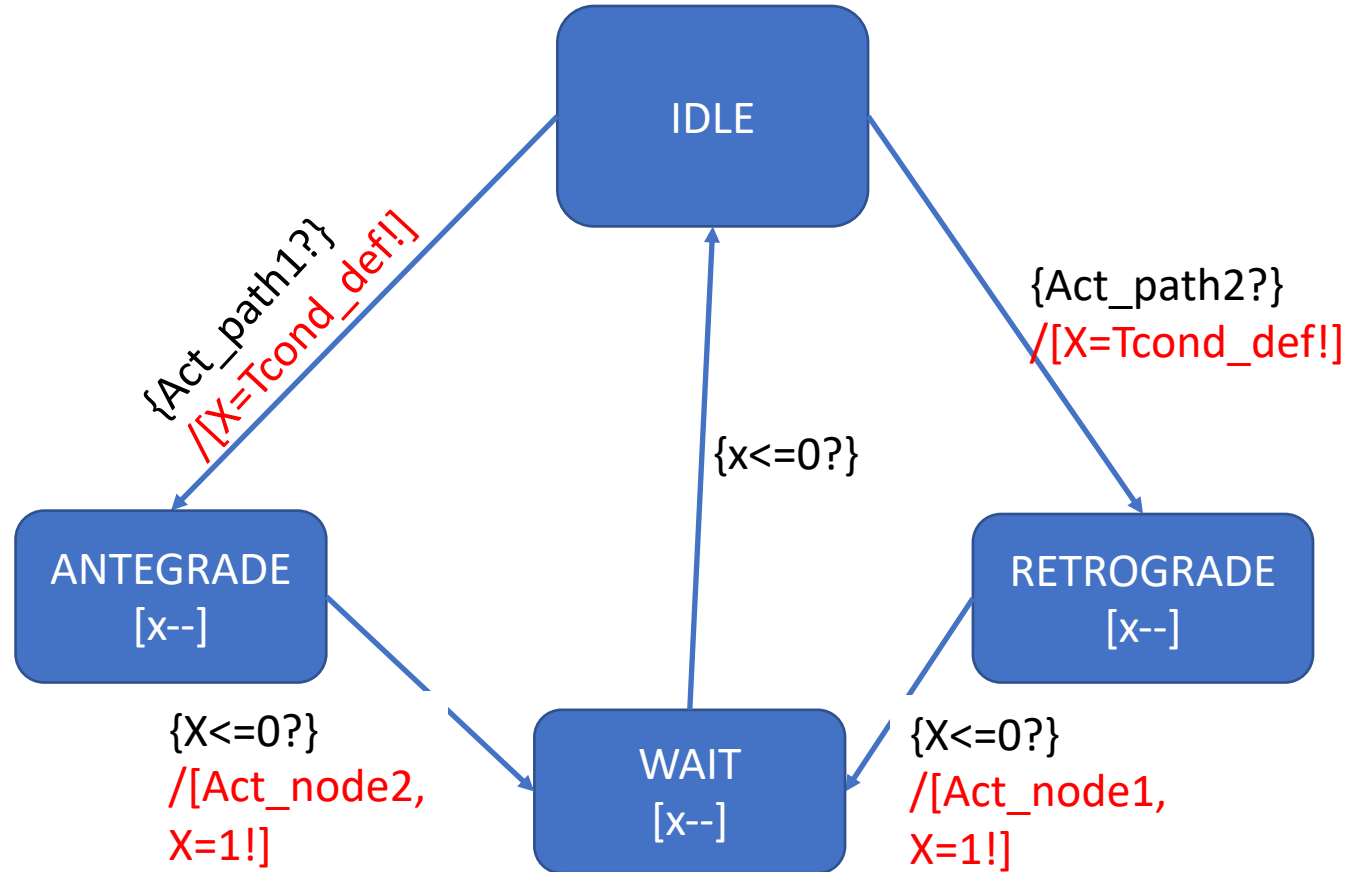 IDLE
{Act_path1?}
/[X=Tcond_def!]
{Act_path2?}
/[X=Tcond_def!]
{x<=0?}
ANTEGRADE
[x--]
RETROGRADE
[x--]
{X<=0?}
/[Act_node2,
X=1!]
WAIT
[x--]
{X<=0?}
/[Act_node1,
X=1!]